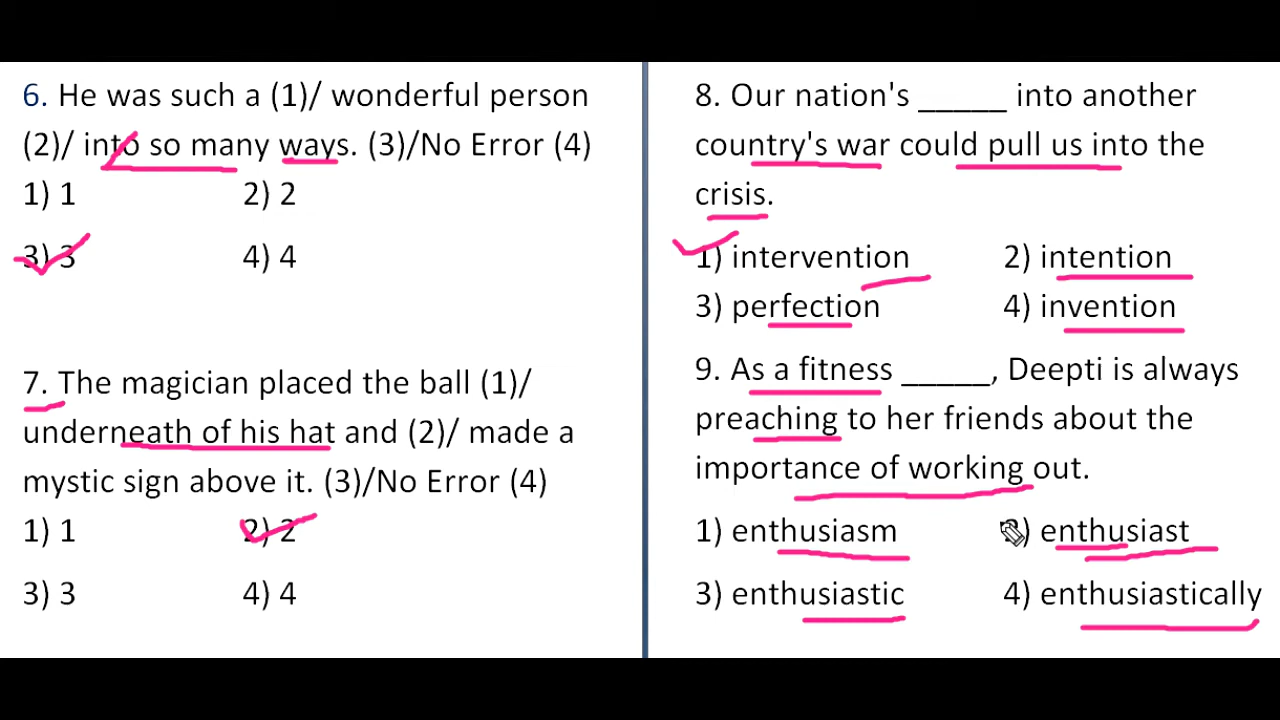 6. He was such a (1)/ wonderful person
(2)/ into so many ways. (3)/No Error (4)
1) 1 2) 2
3) 3 4) 4
7. The magician placed the ball (1)/
underneath of his hat and (2)/ made a
mystic sign above it. (3)/No Error (4)
1) 1 2) 2
3) 3 4) 4
8. Our nation's _____ into another
country's war could pull us into the
crisis.
1) intervention 2) intention
3) perfection 4) invention
9. As a fitness _____, Deepti is always
preaching to her friends about the
importance of working out.
1) enthusiasm 2) enthusiast
3) enthusiastic 4) enthusiastically